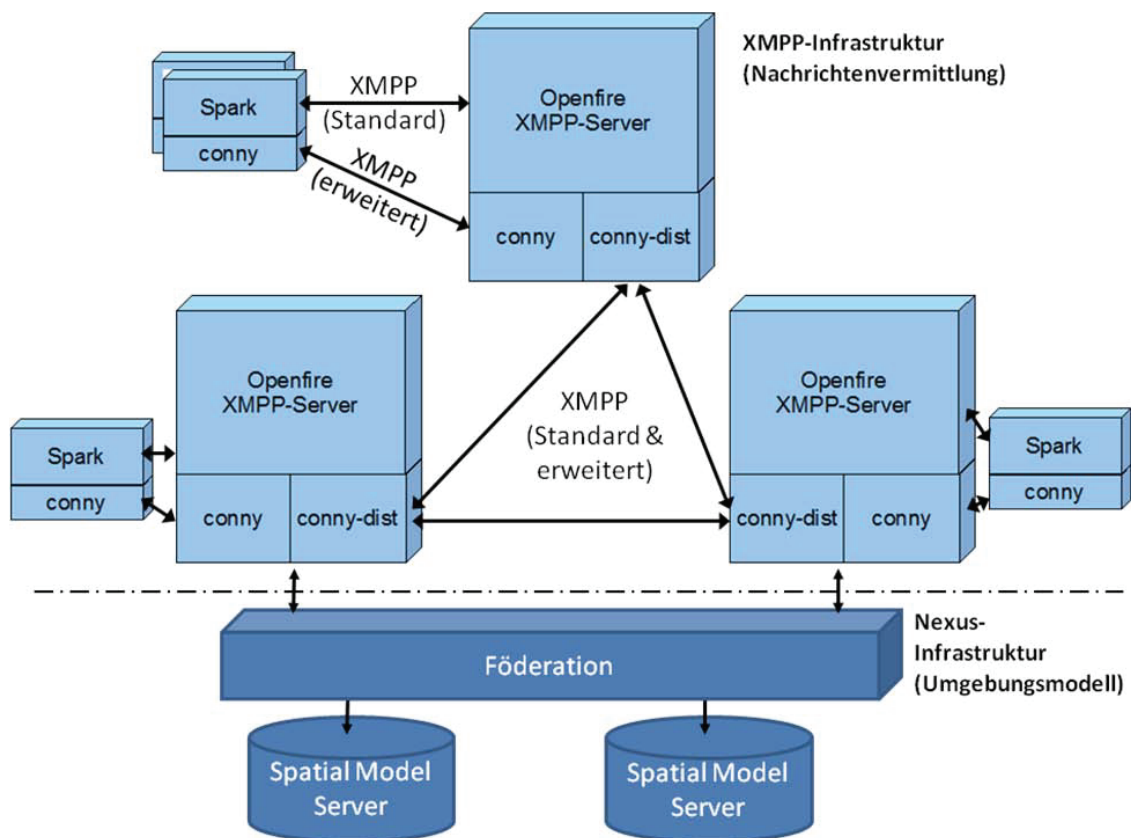 XMPP-Infrastruktur
(Nachrichtenvermittlung)
Spark
conny
XMPP
(Standard)
XMPP
(erweitert)
Openfire
XMPP-Server
conny
conny-dist
Openfire
XMPP-Server
conny
conny-dist
Spark
conny
XMPP
(Standard &
erweitert)
Openfire
XMPP-Server
conny-dist
conny
Spark
conny
Föderation
Nexus-
Infrastruktur
(Umgebungsmodell)
Spatial Model
Server
Spatial Model
Server